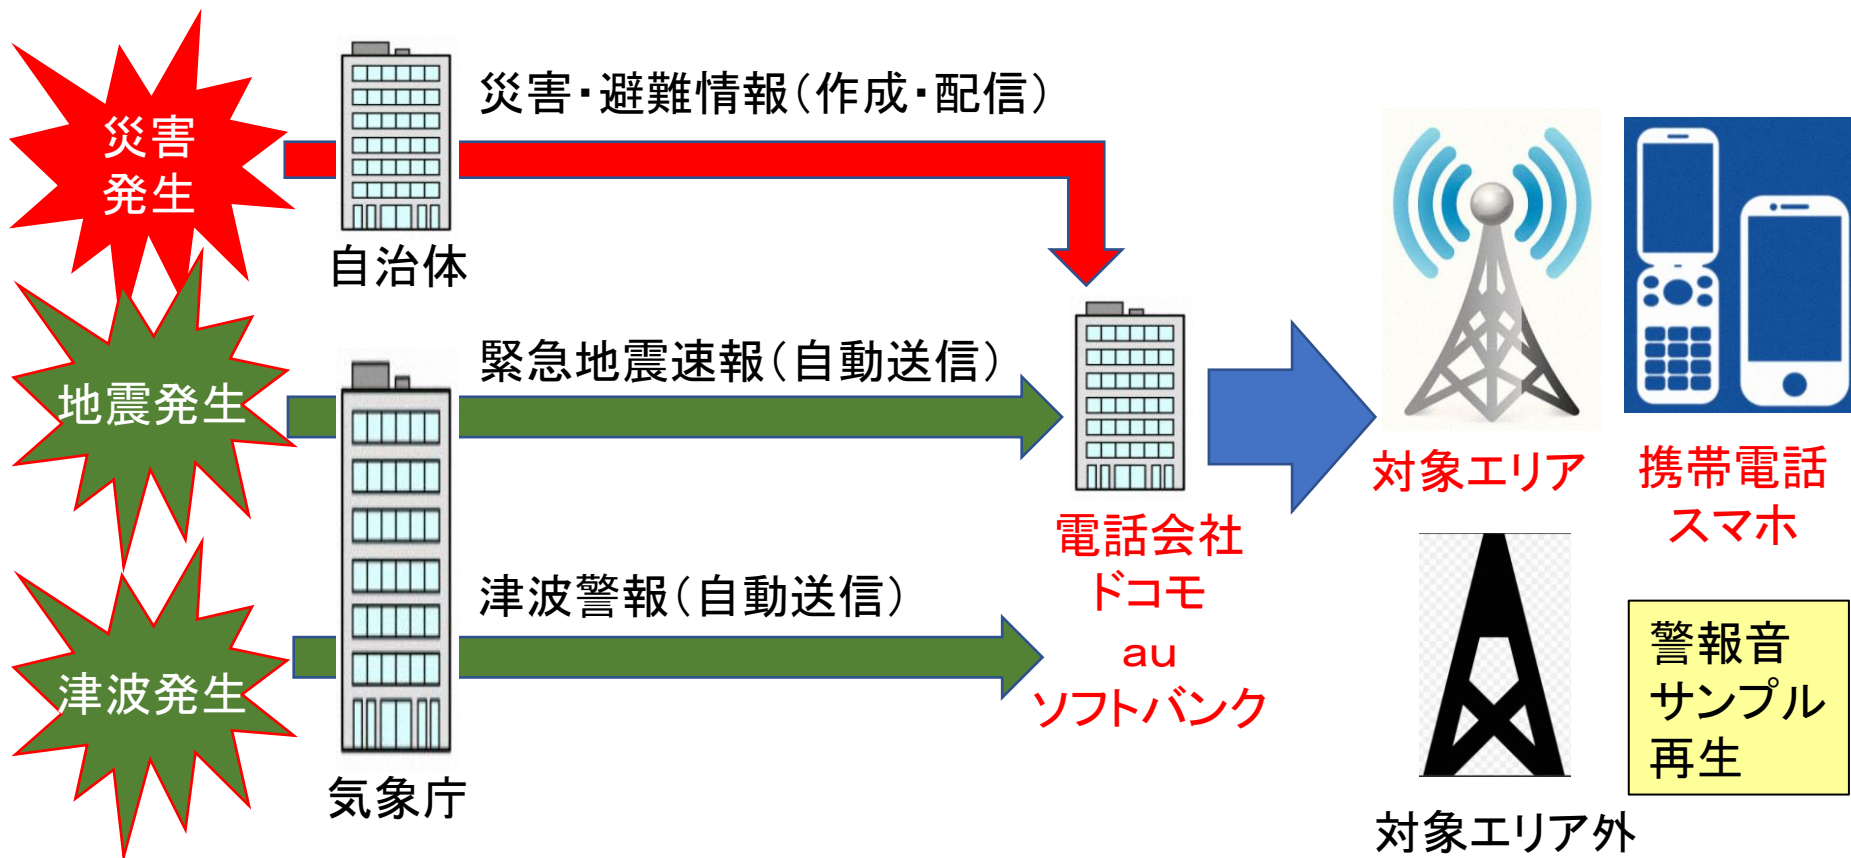 災害
発生
災害・避難情報(作成・配信)
自治体
地震発生
緊急地震速報(自動送信)
津波発生
津波警報(自動送信)
気象庁
電話会社
ドコモ
au
ソフトバンク
対象エリア
携帯電話
スマホ
対象エリア外
警報音
サンプル
再生